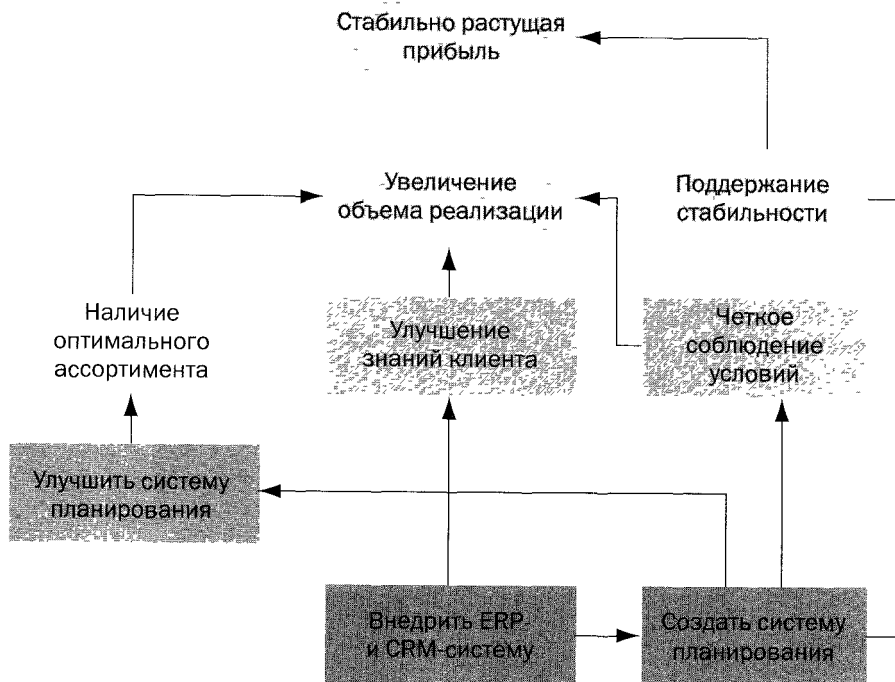 Стабильно растущая
прибыль
Увеличение
объема реализации
Поддержание
стабильности
Наличие
оптимального
ассортимента
Улучшение
знаний клиента
Четкое
соблюдение
условий
Улучшить систему
планирования
Внедрить ERP-
и CRM-систему
Создать систему
планирования